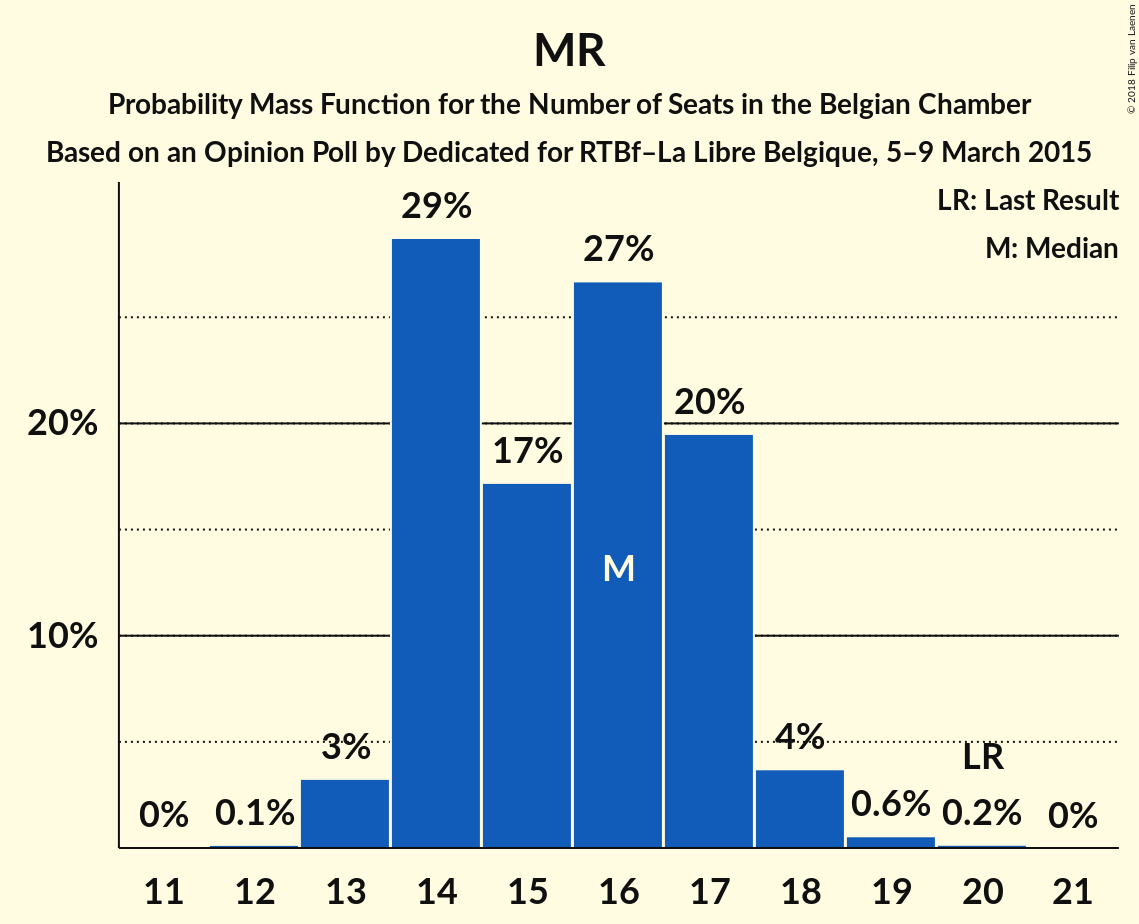 MR
Probability Mass Function for the Number of Seats in the Belgian Chamber
Based on an Opinion Poll by Dedicated for RTBf–La Libre Belgique, 5–9 March 2015
© 2018 Filip van Laenen
LR: Last Result
M: Median
29%
27%
20%
20%
17%
M
10%
3%
4%
LR
0%
0.1%
0.6%
0.2%
0%
11 12 13 14 15 16 17 18 19 20 21